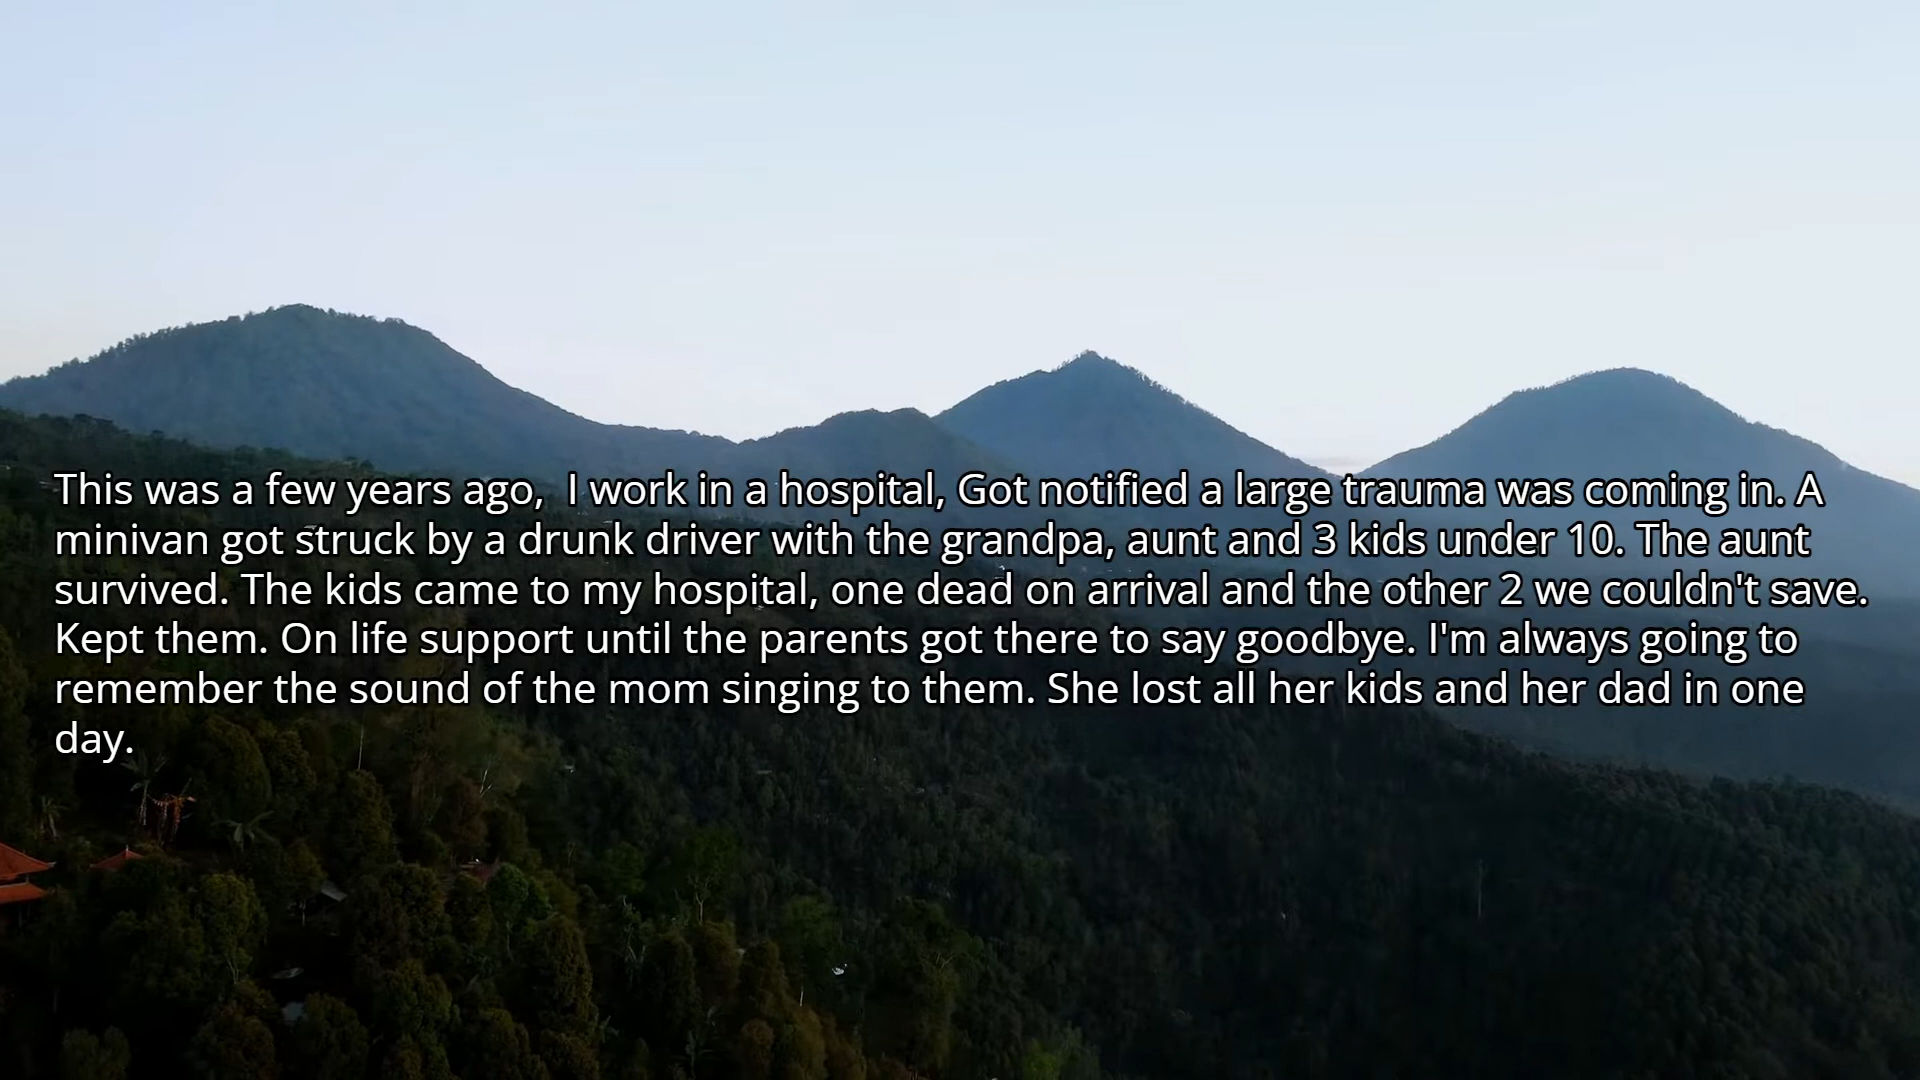 This was a few years ago,  I work in a hospital, Got notified a large trauma was coming in. A
minivan got struck by a drunk driver with the grandpa, aunt and 3 kids under 10. The aunt
survived. The kids came to my hospital, one dead on arrival and the other 2 we couldn't save.
Kept them. On life support until the parents got there to say goodbye. I'm always going to
remember the sound of the mom singing to them. She lost all her kids and her dad in one
day.